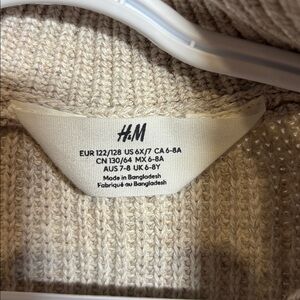 H&M
EUR 122/128 US 6X/7 CA 6-8A
CN 130/64 MX 6-8A
AUS 7-8 UK 6-8Y
Made in Bangladesh
Fabriqué au Bangladesh